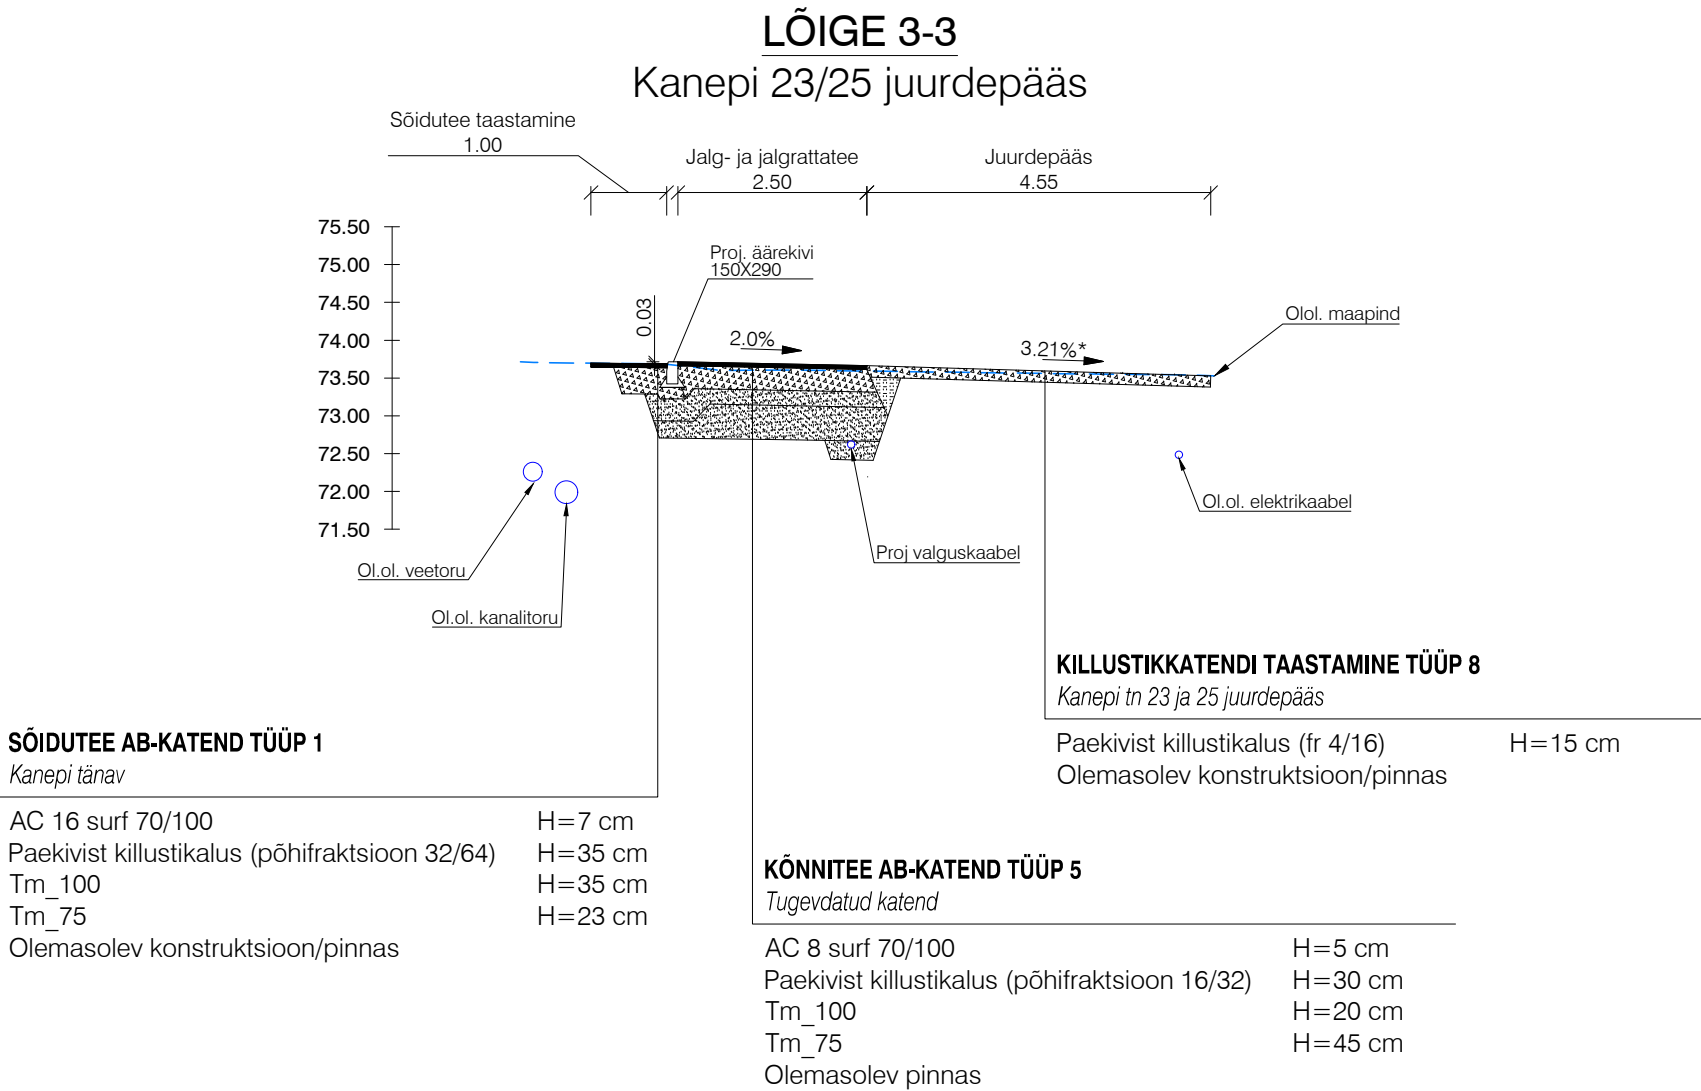 LÕIGE 3-3
Kanepi 23/25 juurdepääs
Sõidutee taastamine
1.00
Jalg- ja jalgrattatee
2.50
Juurdepääs
4.55
75.50
75.00
74.50
74.00
73.50
73.00
72.50
72.00
71.50
Proj. äärekivi
150X290
0.03
2.0%
3.21%*
Olol. maapind
Ol.ol. elektrikaabel
Proj valguskaabel
Ol.ol. veetoru
Ol.ol. kanalitoru
KILLUSTIKKATENDI TAASTAMINE TÜÜP 8
Kanepi tn 23 ja 25 juurdepääs
Paekivist killustikalus (fr 4/16) H=15 cm
Olemasolev konstruktsioon/pinnas
SÕIDUTEE AB-KATEND TÜÜP 1
Kanepi tänav
AC 16 surf 70/100 H=7 cm
Paekivist killustikalus (põhifraktsioon 32/64) H=35 cm
Tm_100 H=35 cm
Tm_75 H=23 cm
Olemasolev konstruktsioon/pinnas
KÕNNITEE AB-KATEND TÜÜP 5
Tugevdatud katend
AC 8 surf 70/100 H=5 cm
Paekivist killustikalus (põhifraktsioon 16/32) H=30 cm
Tm_100 H=20 cm
Tm_75 H=45 cm
Olemasolev pinnas